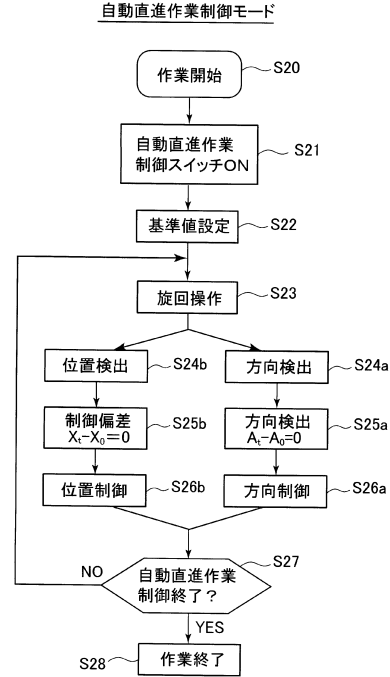 自動直進作業制御モード
作業開始
S20
自動直進作業
制御スイッチON
S21
基準値設定
S22
旋回操作
S23
位置検出
S24b
方向検出
S24a
制御偏差
Xt-X0=0
S25b
方向検出
At-A0=0
S25a
位置制御
S26b
方向制御
S26a
自動直進作業
制御終了?
S27
NO
YES
作業終了
S28